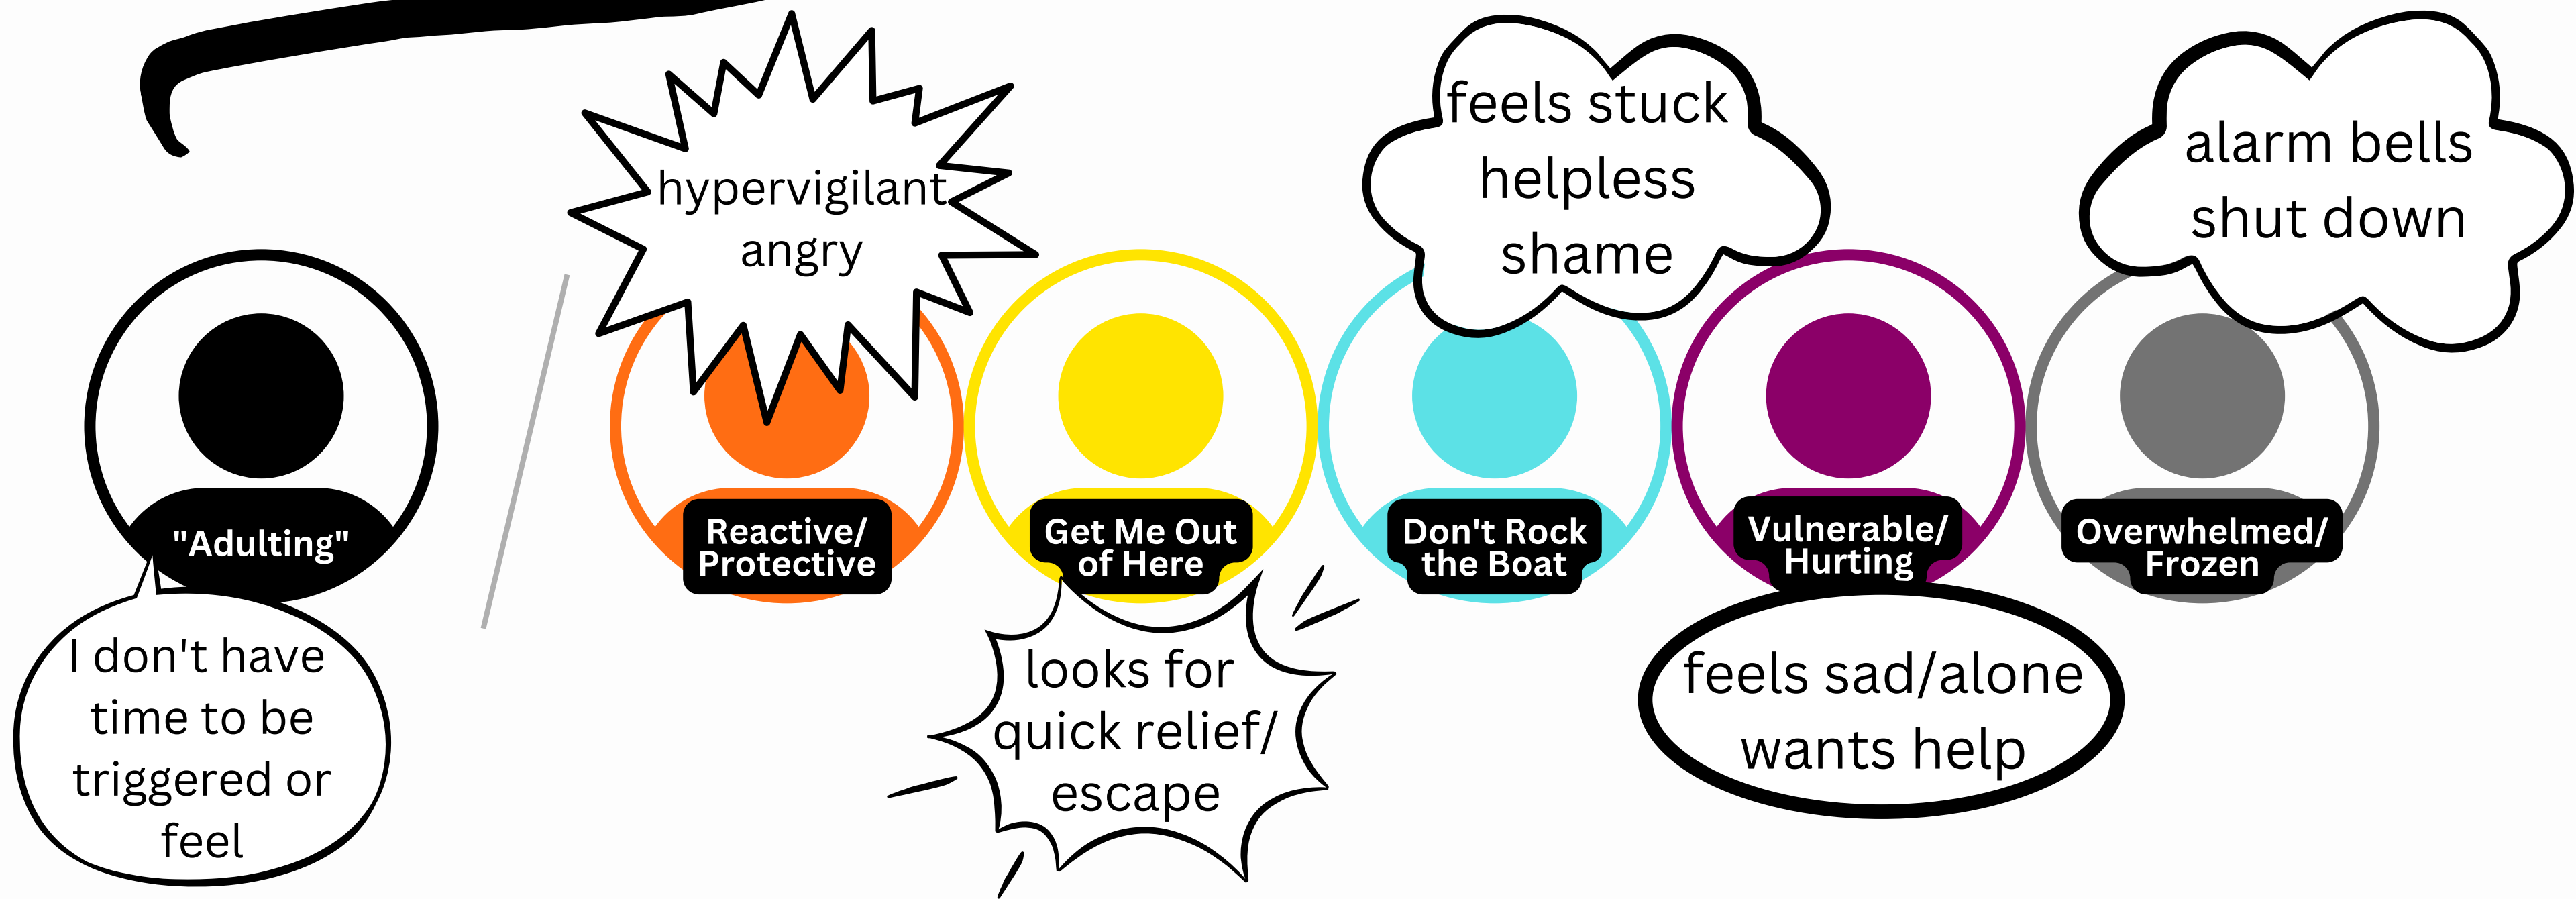 hypervigilant
angry
feels stuck
helpless
shame
alarm bells
shut down
"Adulting"
Reactive/
Protective
Get Me Out
of Here
Don't Rock
the Boat
Vulnerable/
Hurting
Overwhelmed/
Frozen
I don't have
time to be
triggered or
feel
looks for
quick relief/
escape
feels sad/alone
wants help